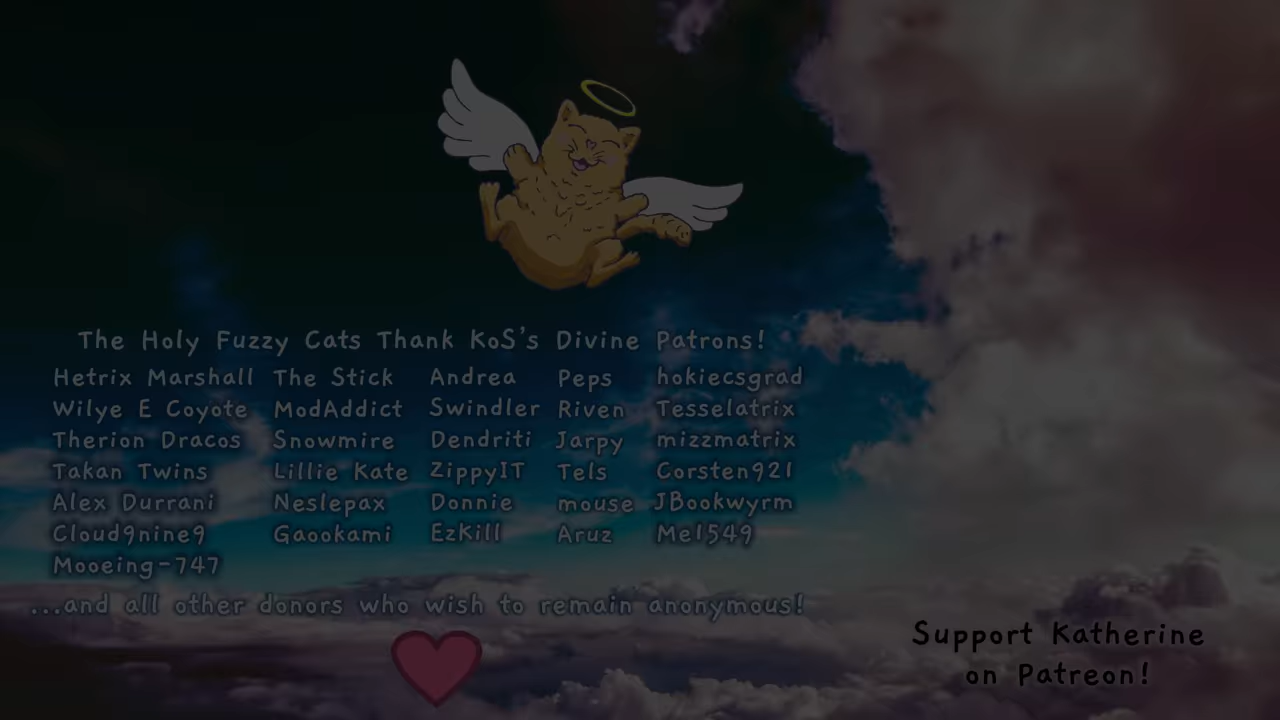 The Holy Fuzzy Cats Thank KoS's Divine Patrons!
Hetrix Marshall The Stick Andrea Peps hokiecsgrad
Wilye E Coyote ModAddict Swindler Riven Tesselatrix
Therion Dracos Snowmire Dendriti Jarpy mizzmatrix
Takan Twins Lillie Kate ZippyIT Tels Corsten921
Alex Durrani Neslepax Donnie mouse JBookwyrm
Cloud9nine9 Gaookami EzKill Aruz Me1549
Mooeing-747
...and all other donors who wish to remain anonymous!
Support Katherine
on Patreon!